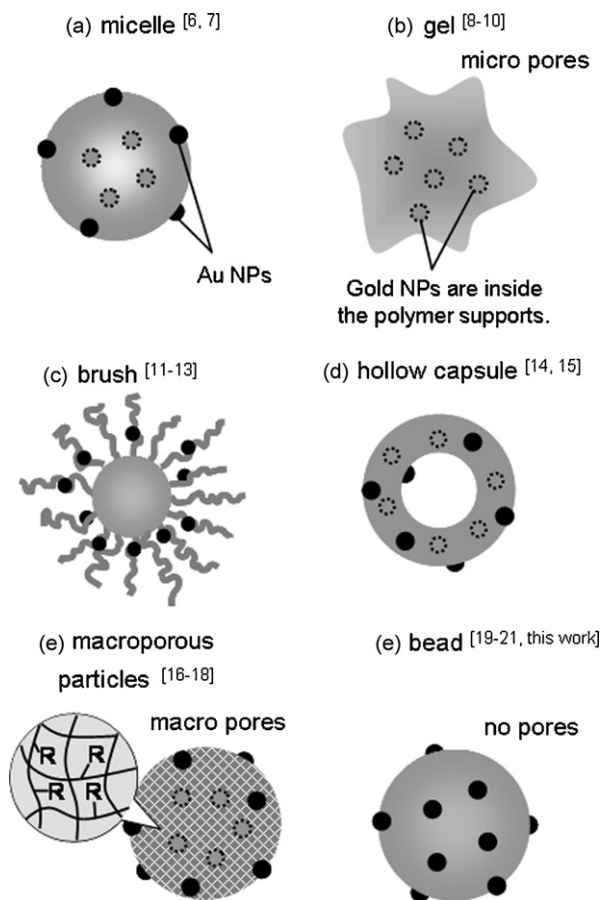 (a) micelle [6, 7]
(b) gel [8-10]
micro pores
Au NPs
Gold NPs are inside
the polymer supports.
(c) brush [11-13]
(d) hollow capsule [14, 15]
(e) macroporous
particles [16-18]
macro pores
R R
R R
(e) bead [19-21, this work]
no pores